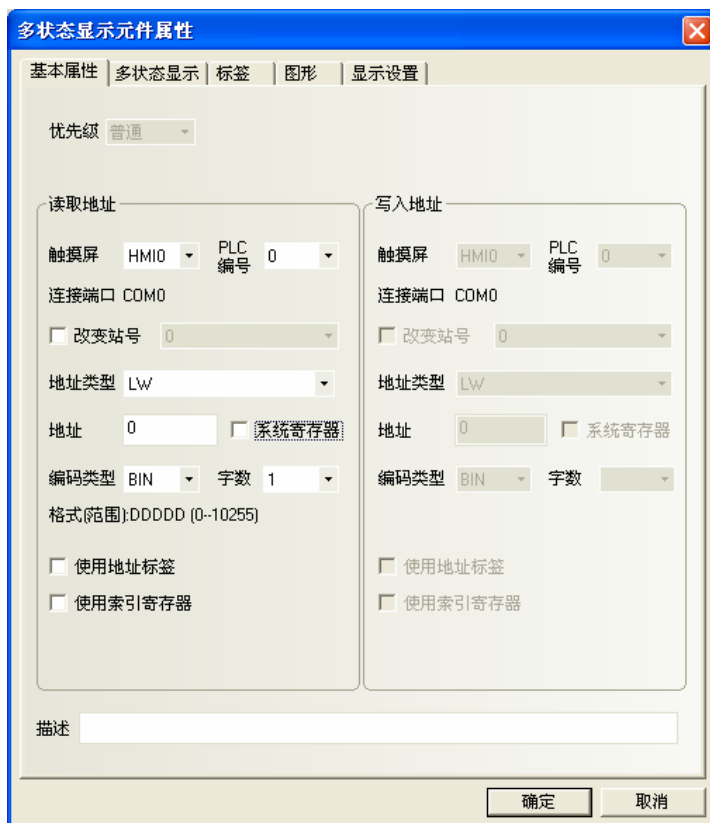 多状态显示元件属性
基本属性 多状态显示 标签 图形 显示设置
优先级 普通
读取地址
触摸屏 HMI0 PLC编号 0
连接端口 COM0
改变站号 0
地址类型 LW
地址 0 系统寄存器
编码类型 BIN 字数 1
格式(范围):DDDDD (0--10255)
使用地址标签
使用索引寄存器
写入地址
触摸屏 HMI0 PLC编号 0
连接端口 COM0
改变站号 0
地址类型 LW
地址 0 系统寄存器
编码类型 BIN 字数
使用地址标签
使用索引寄存器
描述
确定 取消